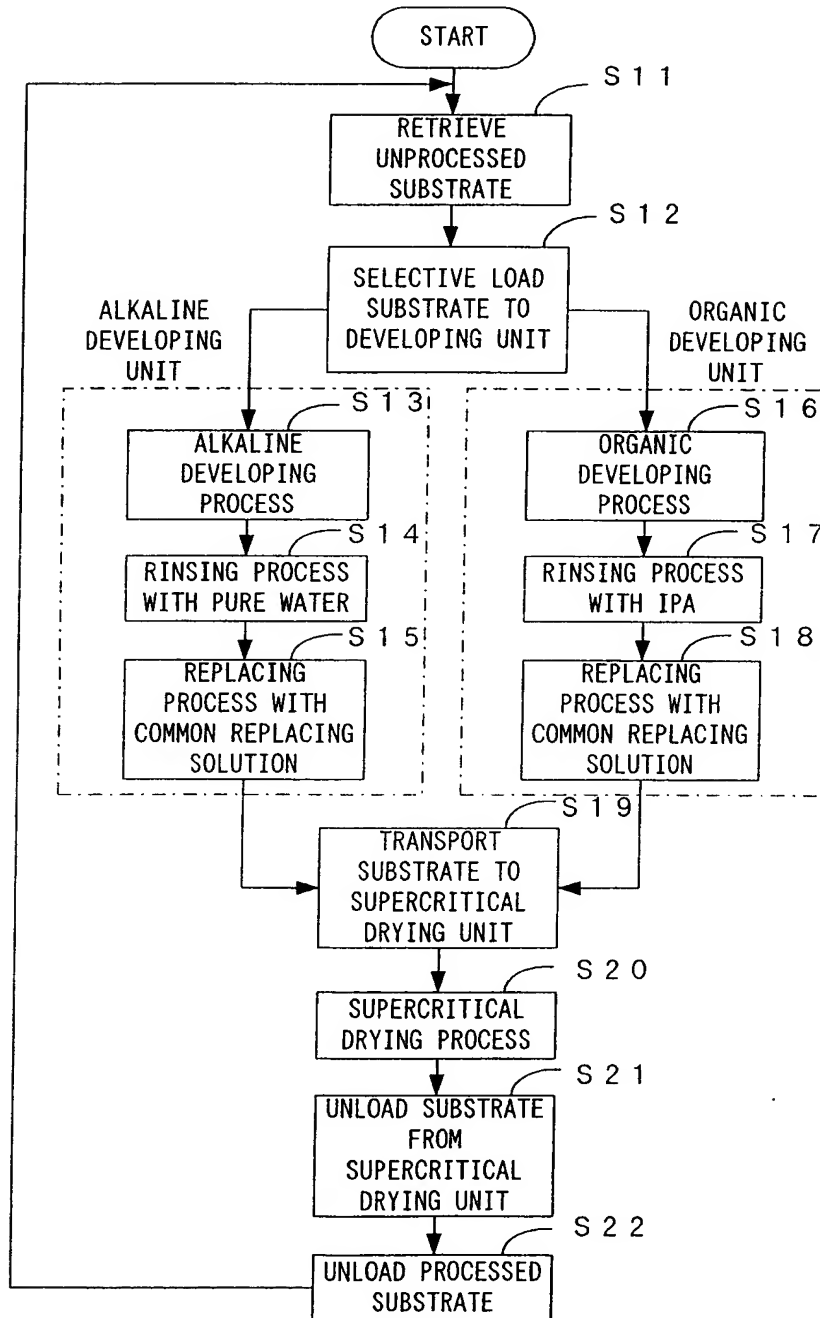 START
S11
RETRIEVE
UNPROCESSED
SUBSTRATE
S12
SELECTIVE LOAD
SUBSTRATE TO
DEVELOPING UNIT
ALKALINE
DEVELOPING
UNIT
ORGANIC
DEVELOPING
UNIT
S13
ALKALINE
DEVELOPING
PROCESS
S14
RINSING PROCESS
WITH PURE WATER
S15
REPLACING
PROCESS WITH
COMMON REPLACING
SOLUTION
S16
ORGANIC
DEVELOPING
PROCESS
S17
RINSING PROCESS
WITH IPA
S18
REPLACING
PROCESS WITH
COMMON REPLACING
SOLUTION
S19
TRANSPORT
SUBSTRATE TO
SUPERCRITICAL
DRYING UNIT
S20
SUPERCRITICAL
DRYING PROCESS
S21
UNLOAD SUBSTRATE
FROM
SUPERCRITICAL
DRYING UNIT
S22
UNLOAD PROCESSED
SUBSTRATE